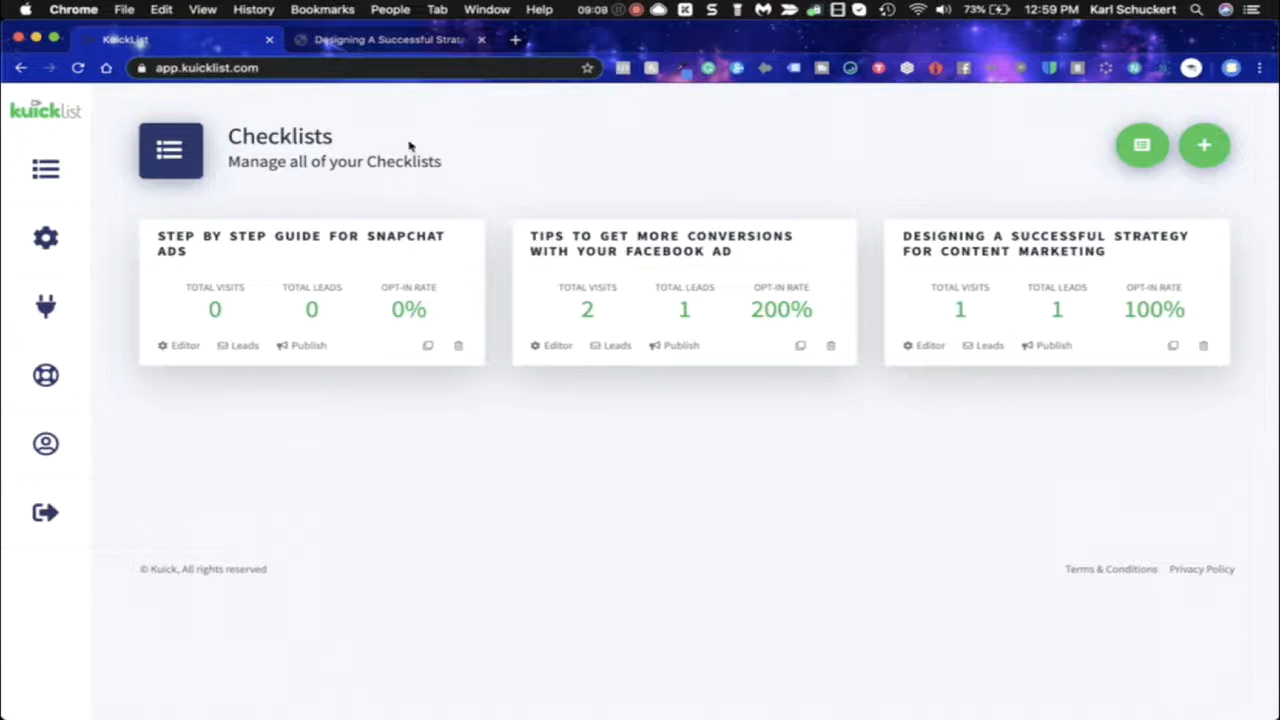 Chrome File Edit View History Bookmarks People Tab Window Help 09:08 73% 12:59 PM Karl Schuckert
KuickList Designing A Successful Strat
app.kuicklist.com
kuicklist
Checklists
Manage all of your Checklists
STEP BY STEP GUIDE FOR SNAPCHAT
ADS
TOTAL VISITS TOTAL LEADS OPT-IN RATE
0 0 0%
Editor Leads Publish
TIPS TO GET MORE CONVERSIONS
WITH YOUR FACEBOOK AD
TOTAL VISITS TOTAL LEADS OPT-IN RATE
2 1 200%
Editor Leads Publish
DESIGNING A SUCCESSFUL STRATEGY
FOR CONTENT MARKETING
TOTAL VISITS TOTAL LEADS OPT-IN RATE
1 1 100%
Editor Leads Publish
© Kuick, All rights reserved
Terms & Conditions Privacy Policy